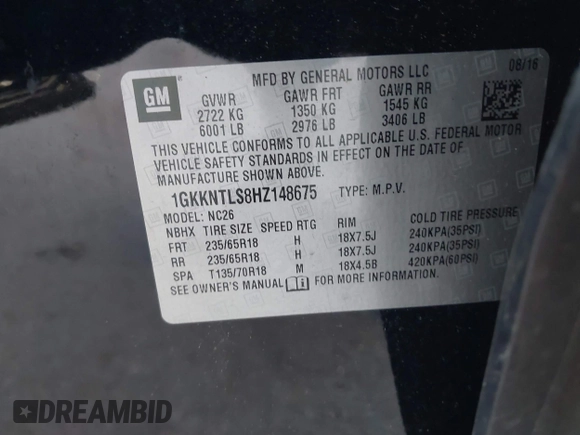 MFD BY GENERAL MOTORS LLC 08/16
GM
GVWR GAWR FRT GAWR RR
2722 KG 1350 KG 1545 KG
6001 LB 2976 LB 3406 LB
THIS VEHICLE CONFORMS TO ALL APPLICABLE U.S. FEDERAL MOTOR
VEHICLE SAFETY STANDARDS IN EFFECT ON THE DATE OF
MANUFACTURE SHOWN ABOVE.
1GKKNTLS8HZ148675 TYPE: M.P.V.
MODEL: NC26
NBHX TIRE SIZE SPEED RTG RIM COLD TIRE PRESSURE
FRT 235/65R18 H 18X7.5J 240KPA(35PSI)
RR 235/65R18 H 18X7.5J 240KPA(35PSI)
SPA T135/70R18 M 18X4.5B 420KPA(60PSI)
SEE OWNER'S MANUAL FOR MORE INFORMATION.
DREAMBID